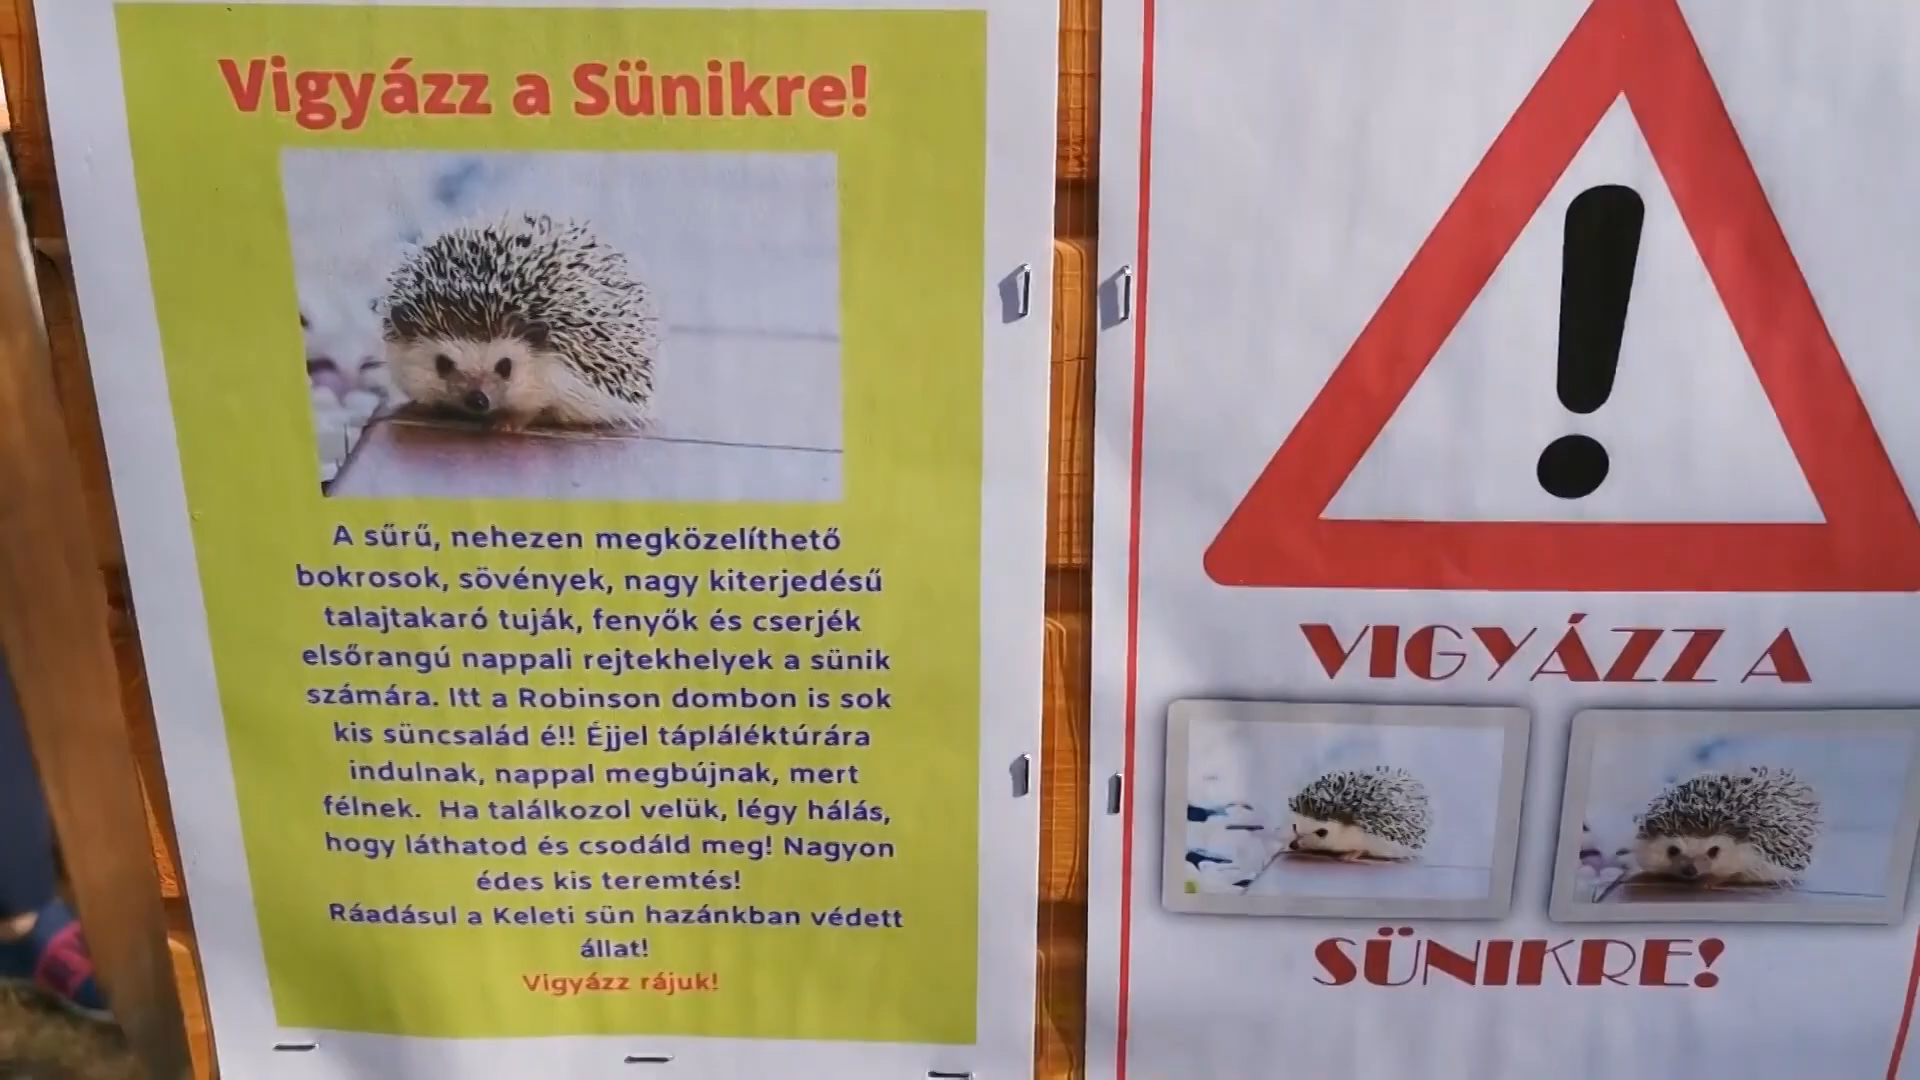 Vigyázz a Sünikre!
A sűrű, nehezen megközelíthető
bokrosok, sövények, nagy kiterjedésű
talajtakaró tuják, fenyők és cserjék
elsőrangú nappali rejtekhelyek a sünik
számára. Itt a Robinson dombon is sok
kis süncsalád é!! Éjjel tápláléktúrára
indulnak, nappal megbújnak, mert
félnek. Ha találkozol velük, légy hálás,
hogy láthatod és csodáld meg! Nagyon
édes kis teremtés!
Ráadásul a Keleti sün hazánkban védett
állat!
Vigyázz rájuk!
VIGYÁZZ A
SÜNIKRE!